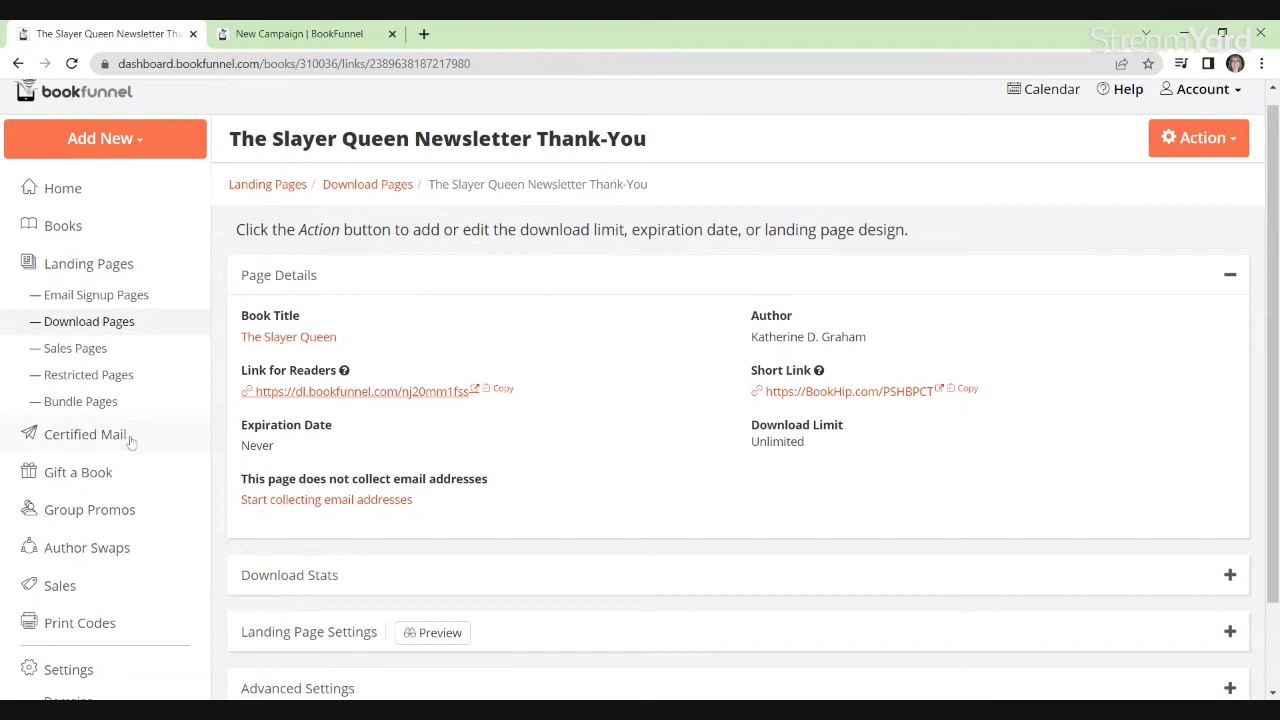 The Slayer Queen Newsletter Tha
New Campaign | BookFunnel
StreamYard
dashboard.bookfunnel.com/books/310036/links/2389638187217980
bookfunnel
Calendar
Help
Account
Add New
The Slayer Queen Newsletter Thank-You
Action
Home
Landing Pages / Download Pages / The Slayer Queen Newsletter Thank-You
Books
Click the Action button to add or edit the download limit, expiration date, or landing page design.
Landing Pages
— Email Signup Pages
— Download Pages
— Sales Pages
— Restricted Pages
— Bundle Pages
Certified Mail
Gift a Book
Group Promos
Author Swaps
Sales
Print Codes
Settings
Page Details
Book Title
The Slayer Queen
Author
Katherine D. Graham
Link for Readers
https://dl.bookfunnel.com/nj20mm1fss Copy
Short Link
https://BookHip.com/PSHBPCT Copy
Expiration Date
Never
Download Limit
Unlimited
This page does not collect email addresses
Start collecting email addresses
Download Stats
Landing Page Settings
Preview
Advanced Settings